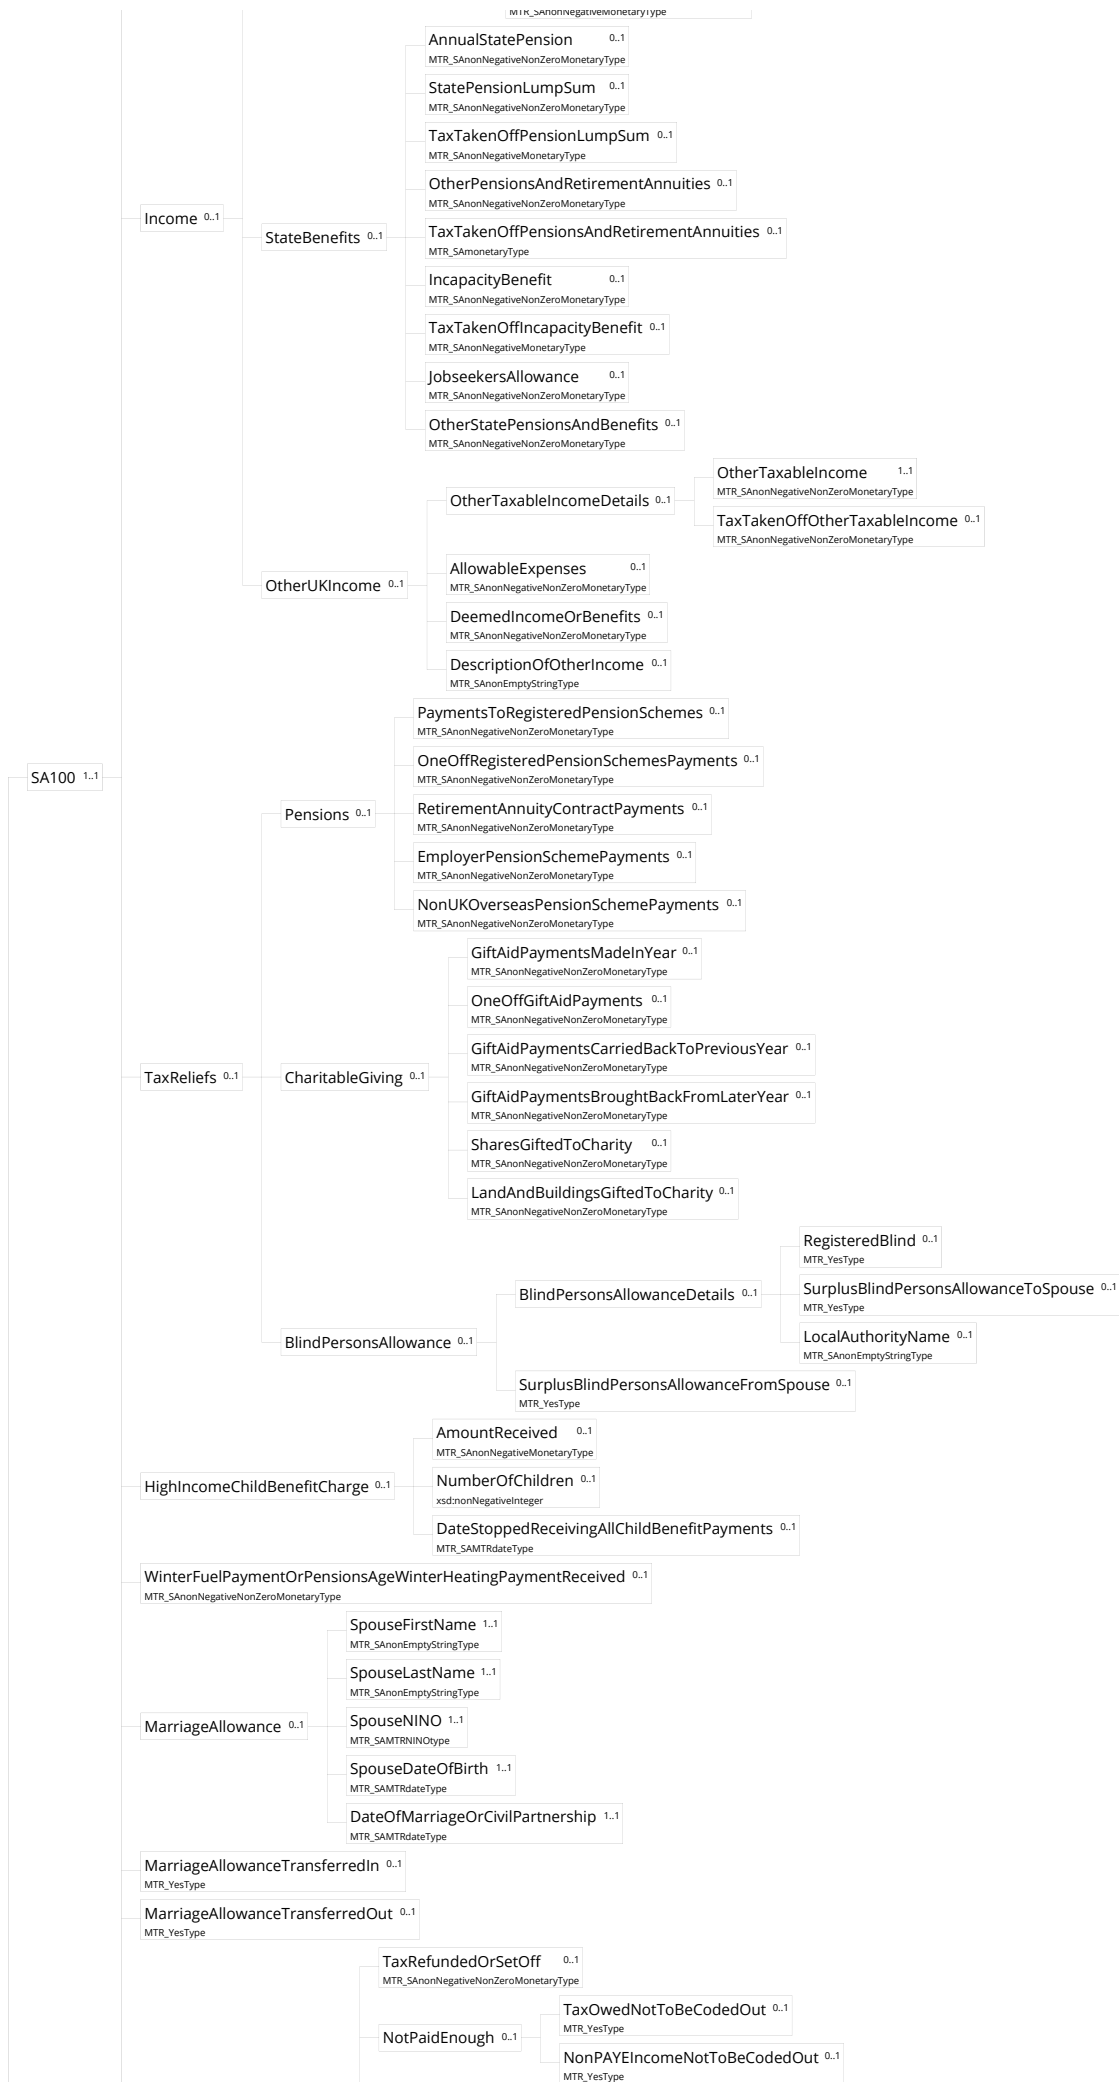 MTR_SAnonNegativeMonetaryType
AnnualStatePension 0..1
MTR_SAnonNegativeNonZeroMonetaryType
StatePensionLumpSum 0..1
MTR_SAnonNegativeNonZeroMonetaryType
TaxTakenOffPensionLumpSum 0..1
MTR_SAnonNegativeMonetaryType
OtherPensionsAndRetirementAnnuities 0..1
MTR_SAnonNegativeNonZeroMonetaryType
Income 0..1
StateBenefits 0..1
TaxTakenOffPensionsAndRetirementAnnuities 0..1
MTR_SAmonetaryType
IncapacityBenefit 0..1
MTR_SAnonNegativeNonZeroMonetaryType
TaxTakenOffIncapacityBenefit 0..1
MTR_SAnonNegativeMonetaryType
JobseekersAllowance 0..1
MTR_SAnonNegativeNonZeroMonetaryType
OtherStatePensionsAndBenefits 0..1
MTR_SAnonNegativeNonZeroMonetaryType
OtherTaxableIncomeDetails 0..1
OtherTaxableIncome 1..1
MTR_SAnonNegativeNonZeroMonetaryType
TaxTakenOffOtherTaxableIncome 0..1
MTR_SAnonNegativeNonZeroMonetaryType
OtherUKIncome 0..1
AllowableExpenses 0..1
MTR_SAnonNegativeNonZeroMonetaryType
DeemedIncomeOrBenefits 0..1
MTR_SAnonNegativeNonZeroMonetaryType
DescriptionOfOtherIncome 0..1
MTR_SAnonEmptyStringType
SA100 1..1
Pensions 0..1
PaymentsToRegisteredPensionSchemes 0..1
MTR_SAnonNegativeNonZeroMonetaryType
OneOffRegisteredPensionSchemesPayments 0..1
MTR_SAnonNegativeNonZeroMonetaryType
RetirementAnnuityContractPayments 0..1
MTR_SAnonNegativeNonZeroMonetaryType
EmployerPensionSchemePayments 0..1
MTR_SAnonNegativeNonZeroMonetaryType
NonUKOverseasPensionSchemePayments 0..1
MTR_SAnonNegativeNonZeroMonetaryType
TaxReliefs 0..1
CharitableGiving 0..1
GiftAidPaymentsMadeInYear 0..1
MTR_SAnonNegativeNonZeroMonetaryType
OneOffGiftAidPayments 0..1
MTR_SAnonNegativeNonZeroMonetaryType
GiftAidPaymentsCarriedBackToPreviousYear 0..1
MTR_SAnonNegativeNonZeroMonetaryType
GiftAidPaymentsBroughtBackFromLaterYear 0..1
MTR_SAnonNegativeNonZeroMonetaryType
SharesGiftedToCharity 0..1
MTR_SAnonNegativeNonZeroMonetaryType
LandAndBuildingsGiftedToCharity 0..1
MTR_SAnonNegativeNonZeroMonetaryType
BlindPersonsAllowance 0..1
BlindPersonsAllowanceDetails 0..1
RegisteredBlind 0..1
MTR_YesType
SurplusBlindPersonsAllowanceToSpouse 0..1
MTR_YesType
LocalAuthorityName 0..1
MTR_SAnonEmptyStringType
SurplusBlindPersonsAllowanceFromSpouse 0..1
MTR_YesType
HighIncomeChildBenefitCharge 0..1
AmountReceived 0..1
MTR_SAnonNegativeMonetaryType
NumberOfChildren 0..1
xsd:nonNegativeInteger
DateStoppedReceivingAllChildBenefitPayments 0..1
MTR_SAMTRdateType
WinterFuelPaymentOrPensionsAgeWinterHeatingPaymentReceived 0..1
MTR_SAnonNegativeNonZeroMonetaryType
MarriageAllowance 0..1
SpouseFirstName 1..1
MTR_SAnonEmptyStringType
SpouseLastName 1..1
MTR_SAnonEmptyStringType
SpouseNINO 1..1
MTR_SAMTRNINOtype
SpouseDateOfBirth 1..1
MTR_SAMTRdateType
DateOfMarriageOrCivilPartnership 1..1
MTR_SAMTRdateType
MarriageAllowanceTransferredIn 0..1
MTR_YesType
MarriageAllowanceTransferredOut 0..1
MTR_YesType
TaxRefundedOrSetOff 0..1
MTR_SAnonNegativeNonZeroMonetaryType
NotPaidEnough 0..1
TaxOwedNotToBeCodedOut 0..1
MTR_YesType
NonPAYEIncomeNotToBeCodedOut 0..1
MTR_YesType